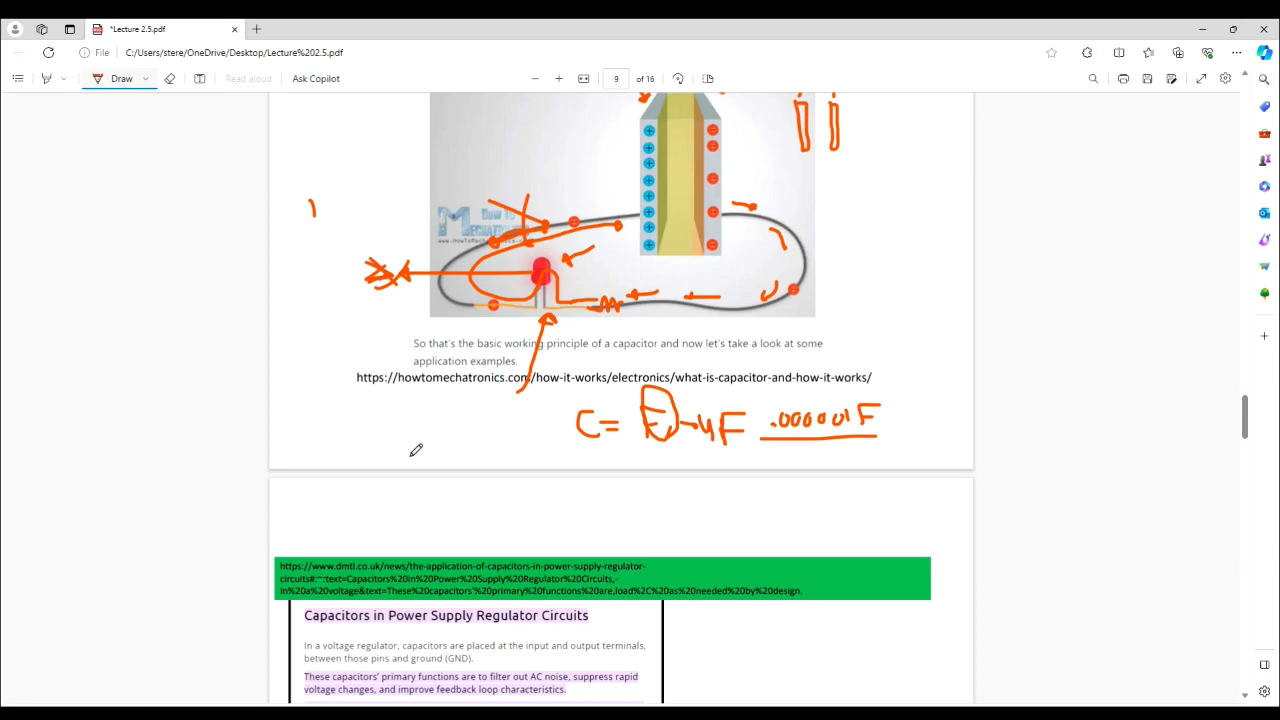 *Lecture 2.5.pdf
File
C:/Users/stere/OneDrive/Desktop/Lecture%202.5.pdf
Draw
Read aloud
Ask Copilot
9 of 16
How To
MECHATRONICS
So that's the basic working principle of a capacitor and now let's take a look at some
application examples.
https://howtomechatronics.com/how-it-works/electronics/what-is-capacitor-and-how-it-works/
C= F→uF .000001F
https://www.dmtl.co.uk/news/the-application-of-capacitors-in-power-supply-regulator-
circuits#:~:text=Capacitors%20in%20Power%20Supply%20Regulator%20Circuits,-
In%20a%20voltage&text=These%20capacitors'%20primary%20functions%20are,load%2C%20as%20needed%20by%20design.
Capacitors in Power Supply Regulator Circuits
In a voltage regulator, capacitors are placed at the input and output terminals,
between those pins and ground (GND).
These capacitors' primary functions are to filter out AC noise, suppress rapid
voltage changes, and improve feedback loop characteristics.